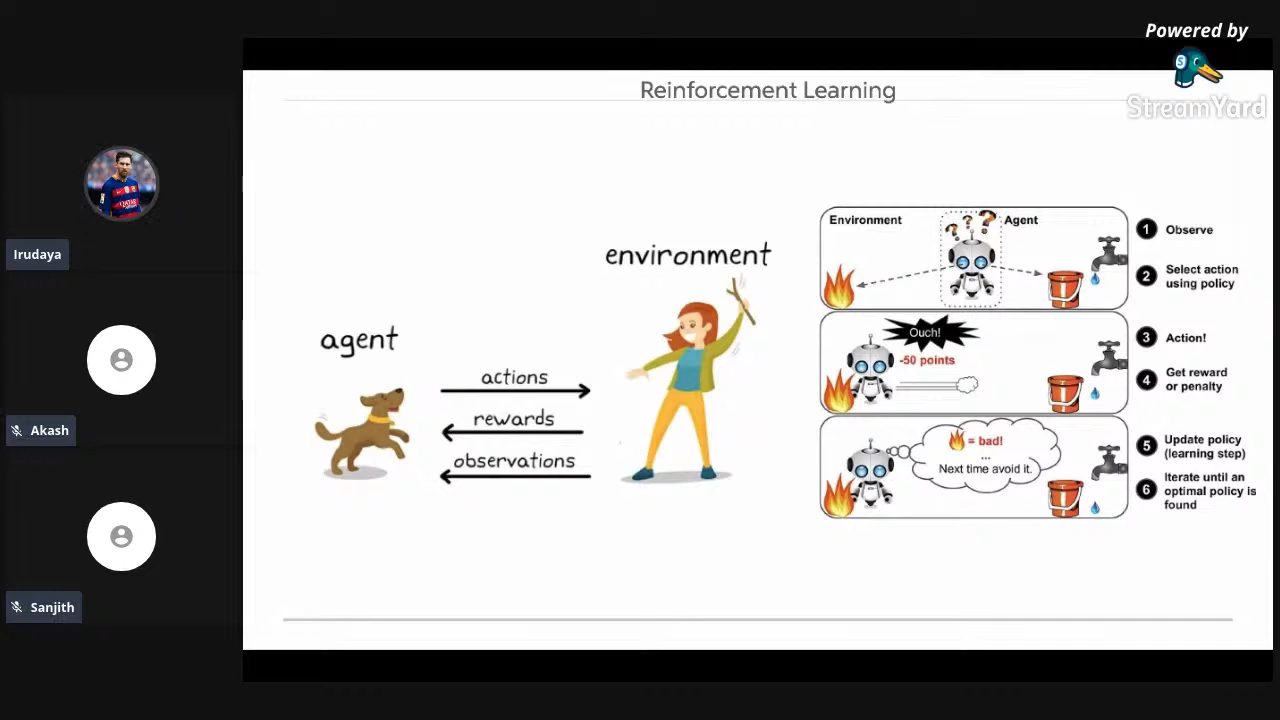 Powered by
StreamYard
Irudaya
Akash
Sanjith
Reinforcement Learning
agent
environment
actions
rewards
observations
Environment
Agent
? ? ?
Ouch!
-50 points
= bad!
...
Next time avoid it.
1 Observe
2 Select action
using policy
3 Action!
4 Get reward
or penalty
5 Update policy
(learning step)
6 Iterate until an
optimal policy is
found